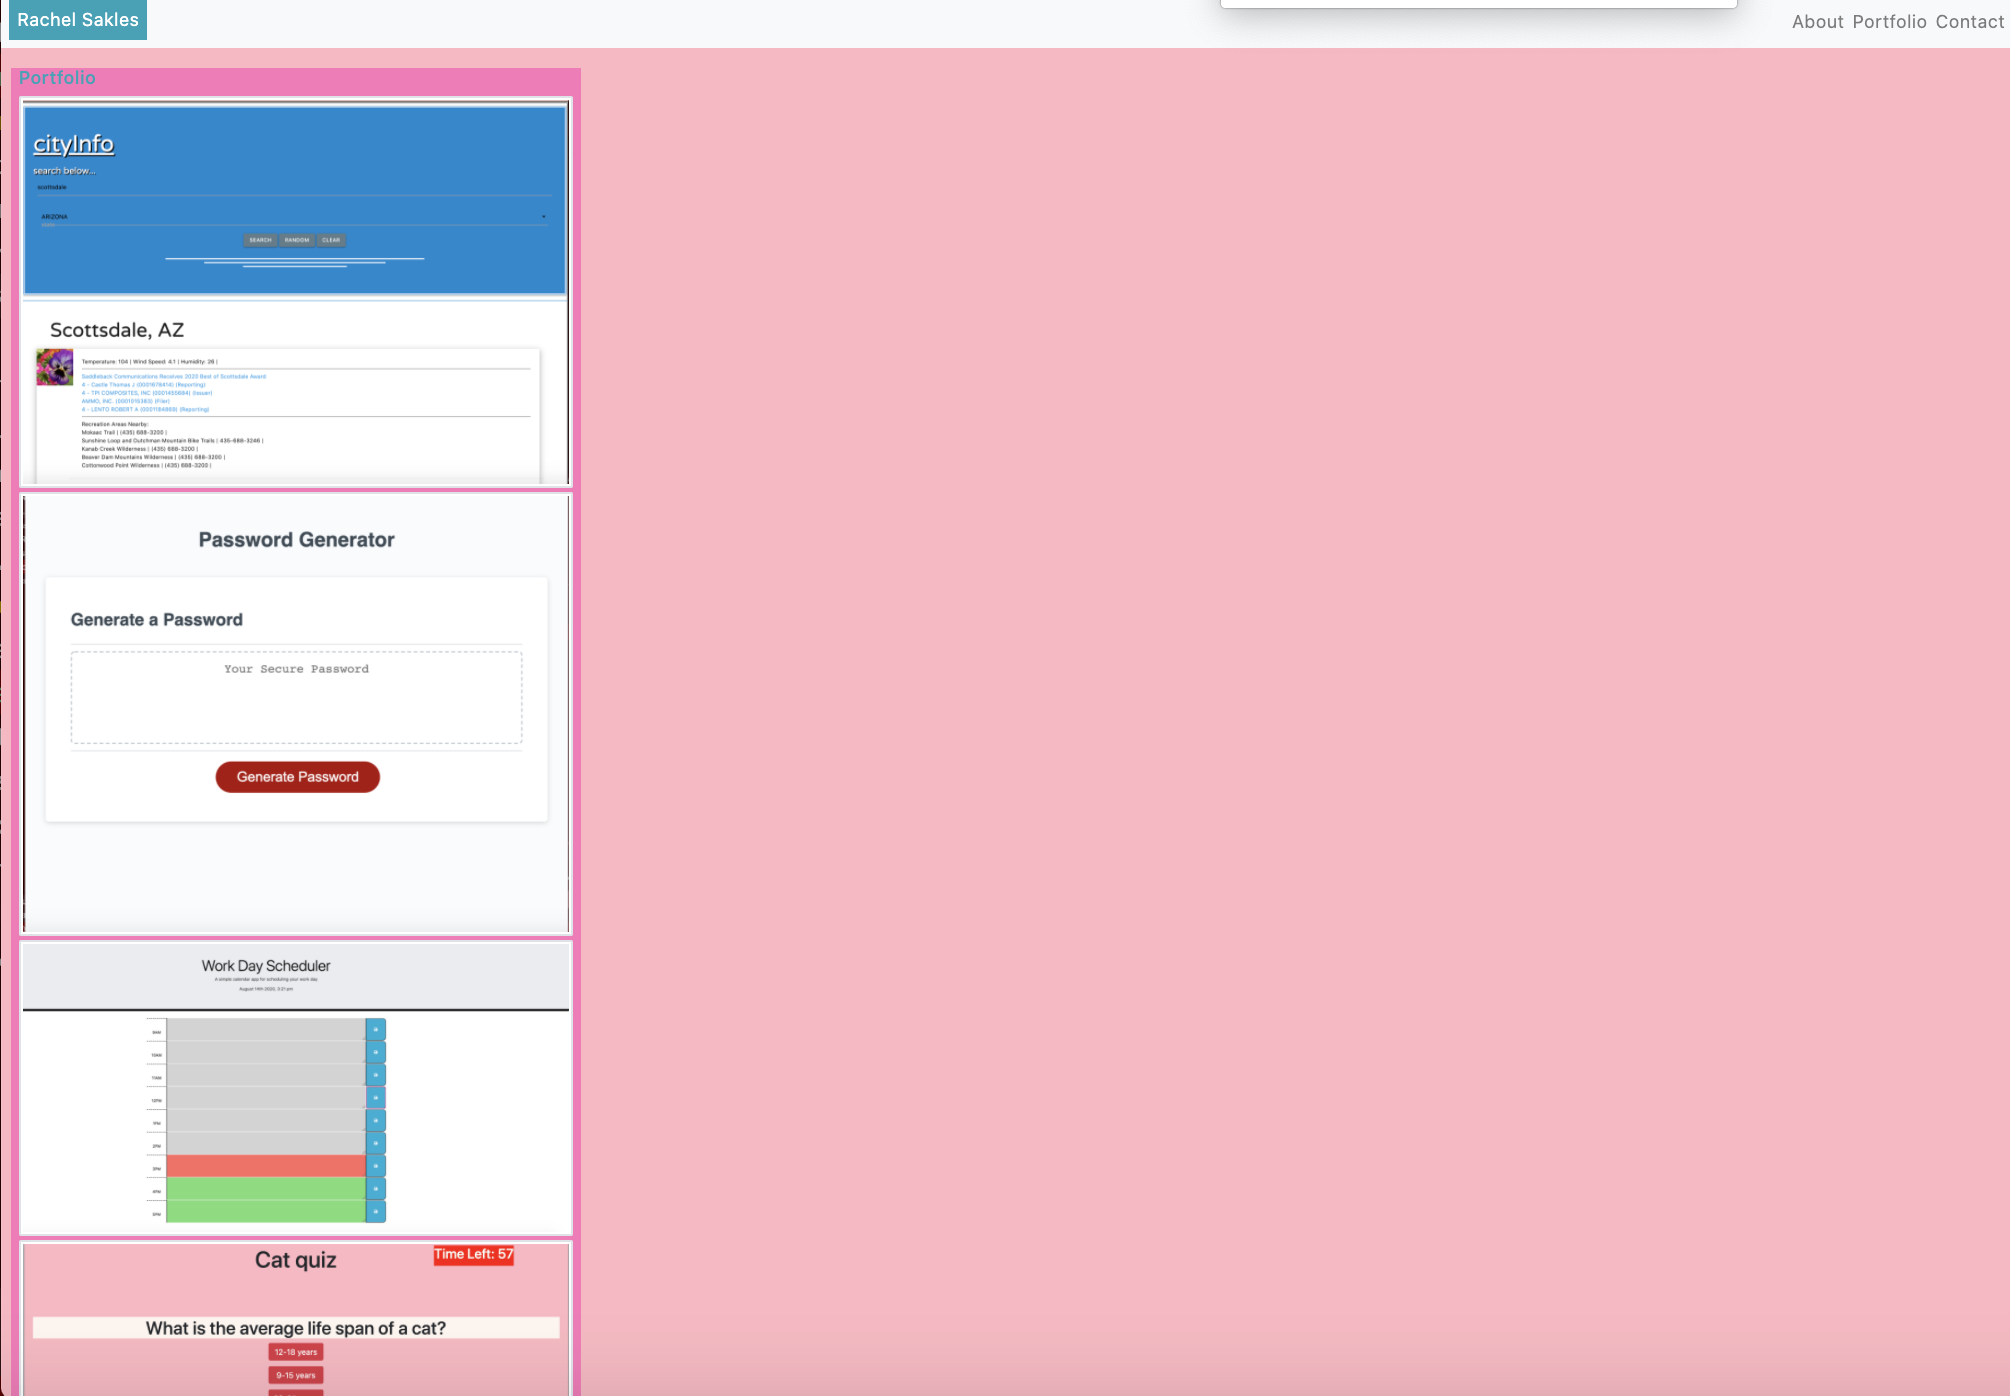 Rachel Sakles
About Portfolio Contact
Portfolio
cityInfo
search below...
scottsdale
ARIZONA
SEARCH RANDOM CLEAR
Scottsdale, AZ
Temperature: 104 | Wind Speed: 4.1 | Humidity: 26 |
Saddleback Communications Receives 2020 Best of Scottsdale Award
4 - Castle Thomas J (0001678414) (Reporting)
4 - TPI COMPOSITES, INC (0001455684) (Issuer)
AMMO, INC. (0001015383) (Filer)
4 - LENTO ROBERT A (0001184869) (Reporting)
Recreation Areas Nearby:
Mokaac Trail | (435) 688-3200 |
Sunshine Loop and Dutchman Mountain Bike Trails | 435-688-3246 |
Kanab Creek Wilderness | (435) 688-3200 |
Beaver Dam Mountains Wilderness | (435) 688-3200 |
Cottonwood Point Wilderness | (435) 688-3200 |
Password Generator
Generate a Password
Your Secure Password
Generate Password
Work Day Scheduler
A simple calendar app for scheduling your work day
August 14th 2020, 3:31 pm
9AM
10AM
11AM
12PM
1PM
2PM
3PM
4PM
5PM
Cat quiz
Time Left: 57
What is the average life span of a cat?
12-18 years
9-15 years